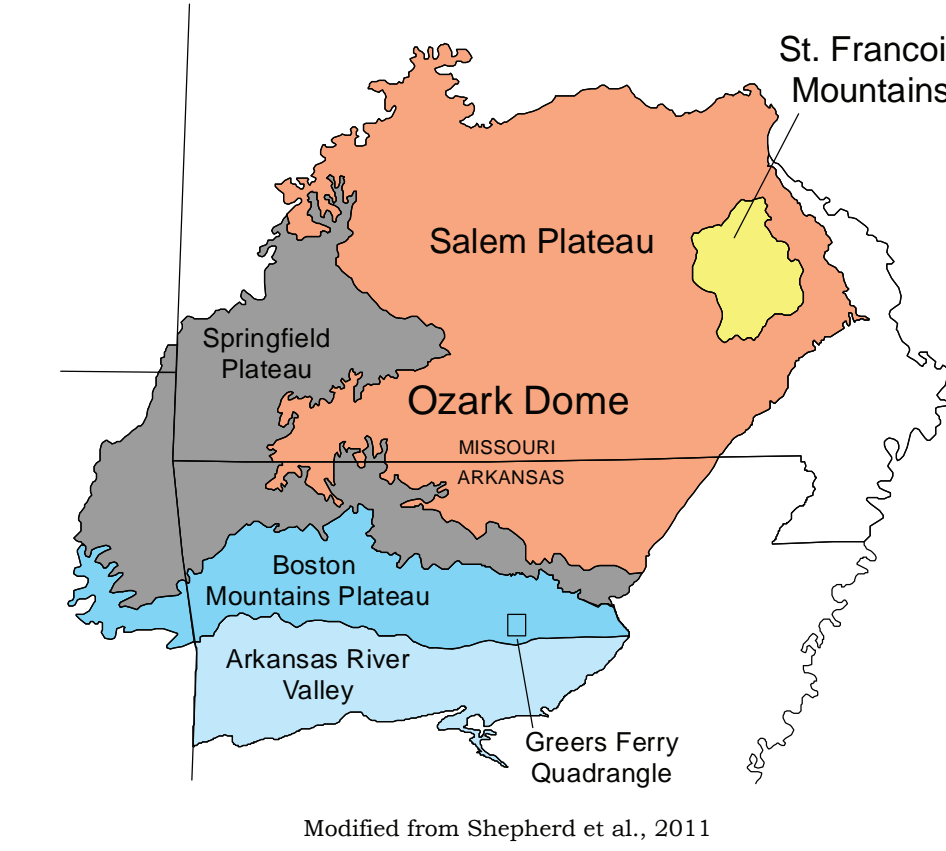 St. Francoi
Mountains
Salem Plateau
Springfield
Plateau
Ozark Dome
MISSOURI
ARKANSAS
Boston
Mountains Plateau
Arkansas River
Valley
Greers Ferry
Quadrangle
Modified from Shepherd et al., 2011